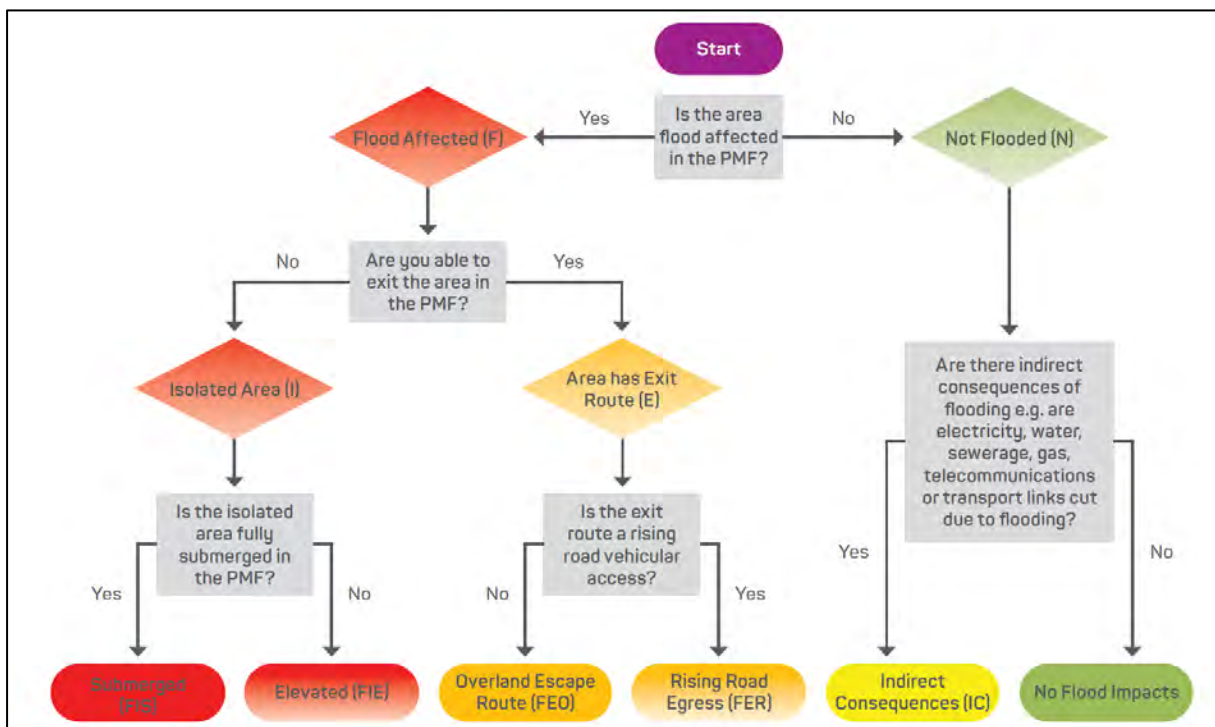 Start
Yes
Is the area
flood affected
in the PMF?
No
Flood Affected (F)
Not Flooded (N)
No
Are you able to
exit the area in
the PMF?
Yes
Isolated Area (I)
Area has Exit
Route (E)
Are there indirect
consequences of
flooding e.g. are
electricity, water,
sewerage, gas,
telecommunications
or transport links cut
due to flooding?
Is the isolated
area fully
submerged in
the PMF?
Is the exit
route a rising
road vehicular
access?
Yes
No
No
Yes
Yes
No
Submerged
(FIS)
Elevated (FIE)
Overland Escape
Route (FEO)
Rising Road
Egress (FER)
Indirect
Consequences (IC)
No Flood Impacts